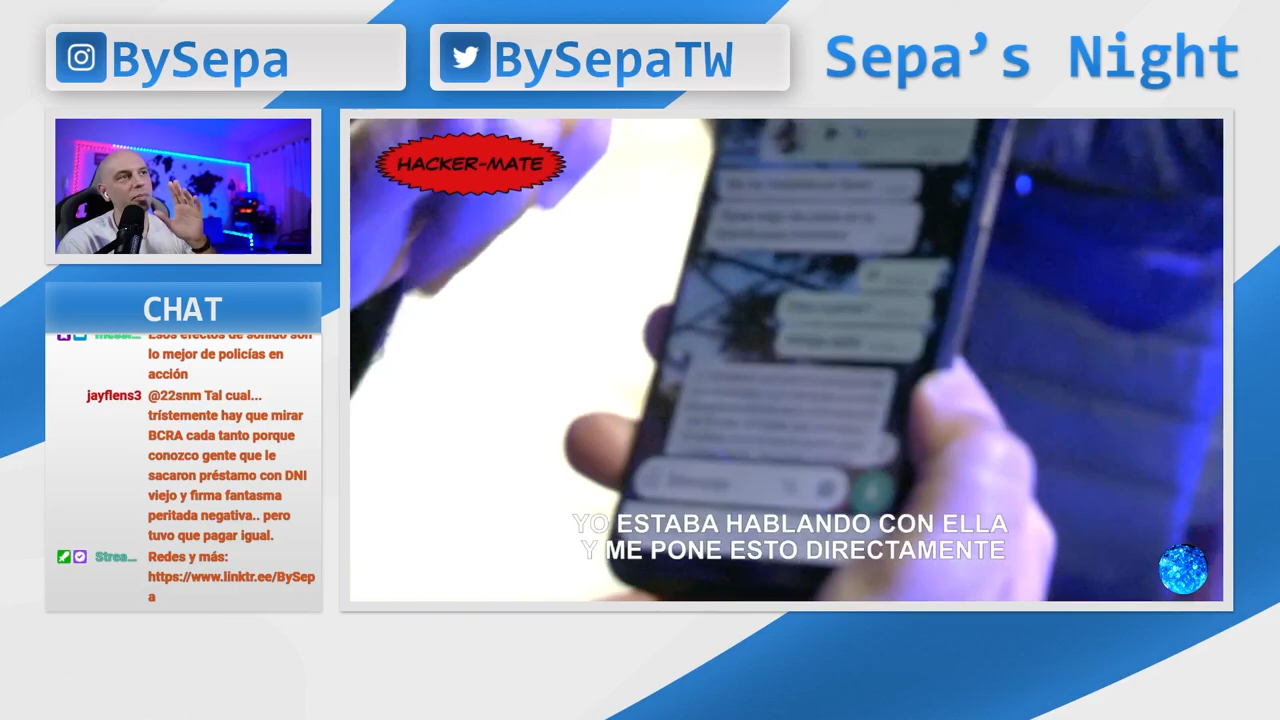 BySepa
BySepaTW
Sepa’s Night
HACKER-MATE
CHAT
Esos efectos de sonido son
lo mejor de policías en
acción
jayflens3 @22snm Tal cual...
trístemente hay que mirar
BCRA cada tanto porque
conozco gente que le
sacaron préstamo con DNI
viejo y firma fantasma
peritada negativa.. pero
tuvo que pagar igual.
Strea... Redes y más:
https://www.linktr.ee/BySep
a
YO ESTABA HABLANDO CON ELLA
Y ME PONE ESTO DIRECTAMENTE